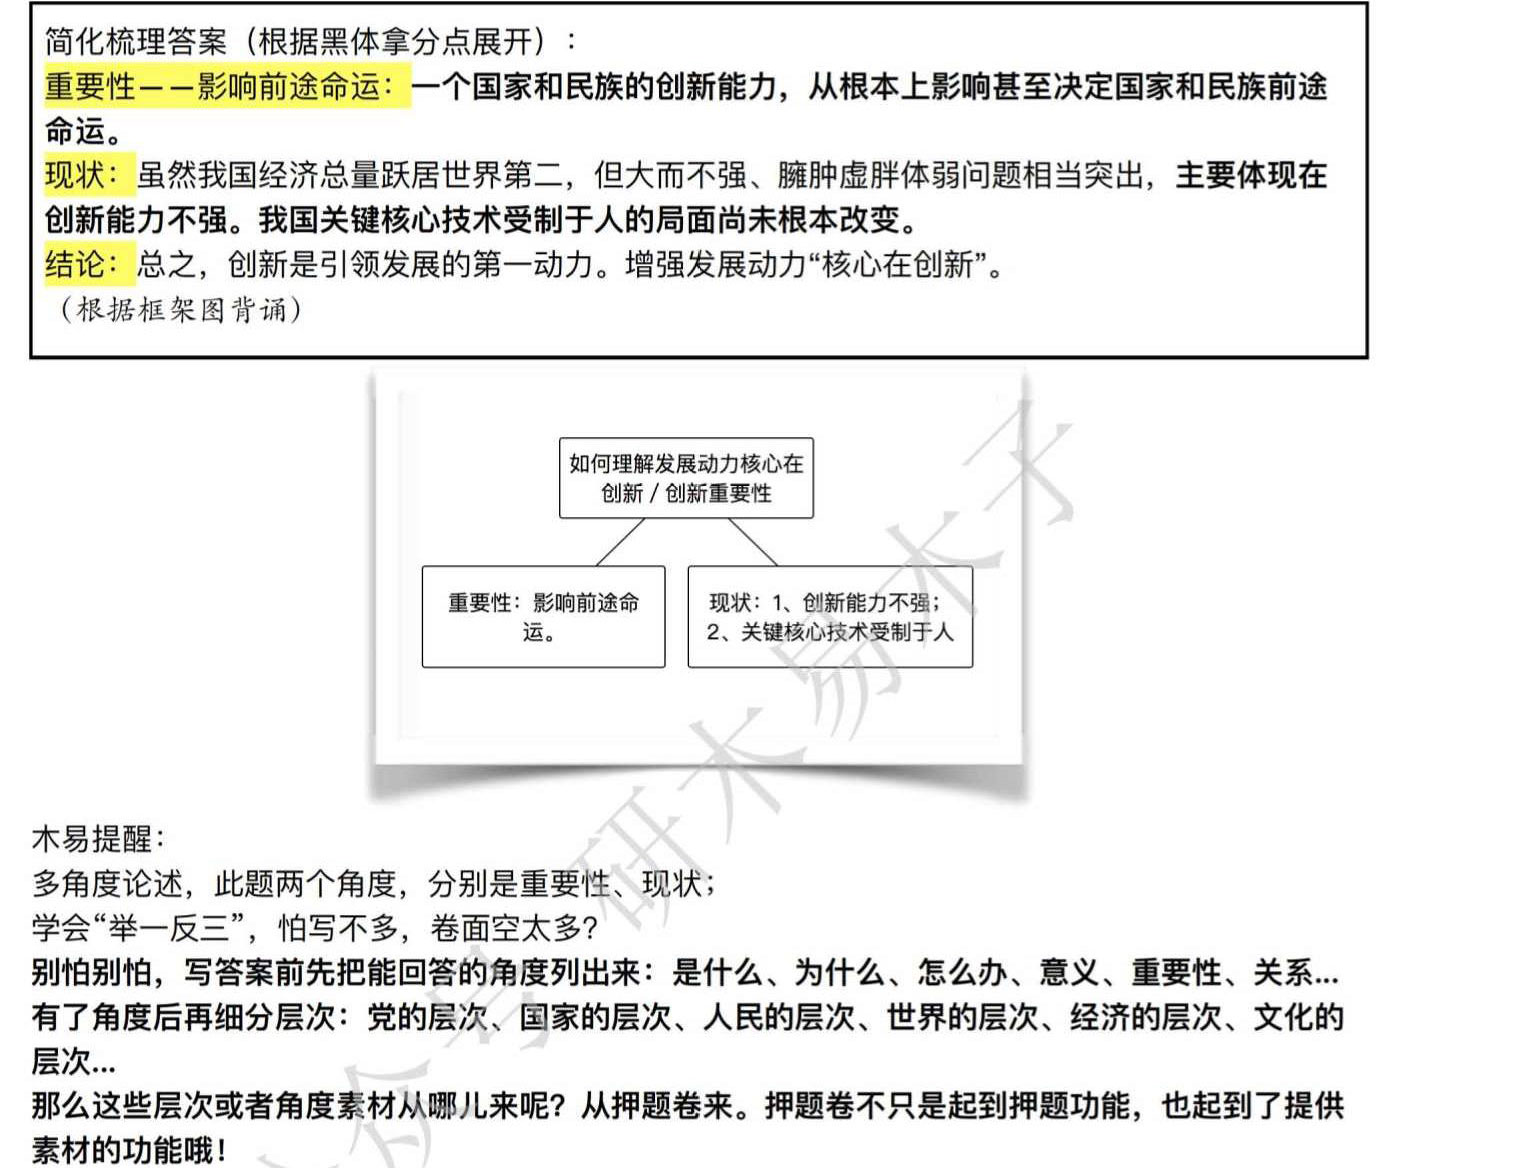 简化梳理答案（根据黑体拿分点展开）：
重要性——影响前途命运：一个国家和民族的创新能力，从根本上影响甚至决定国家和民族前途
命运。
现状：虽然我国经济总量跃居世界第二，但大而不强、臃肿虚胖体弱问题相当突出，主要体现在
创新能力不强。我国关键核心技术受制于人的局面尚未根本改变。
结论：总之，创新是引领发展的第一动力。增强发展动力“核心在创新”。
（根据框架图背诵）
如何理解发展动力核心在
创新 / 创新重要性
重要性：影响前途命
运。
现状：1、创新能力不强；
2、关键核心技术受制于人
木易提醒：
多角度论述，此题两个角度，分别是重要性、现状；
学会“举一反三”，怕写不多，卷面空太多？
别怕别怕，写答案前先把能回答的角度列出来：是什么、为什么、怎么办、意义、重要性、关系...
有了角度后再细分层次：党的层次、国家的层次、人民的层次、世界的层次、经济的层次、文化的
层次...
那么这些层次或者角度素材从哪儿来呢？从押题卷来。押题卷不只是起到押题功能，也起到了提供
素材的功能哦！
公众号 研木易木子